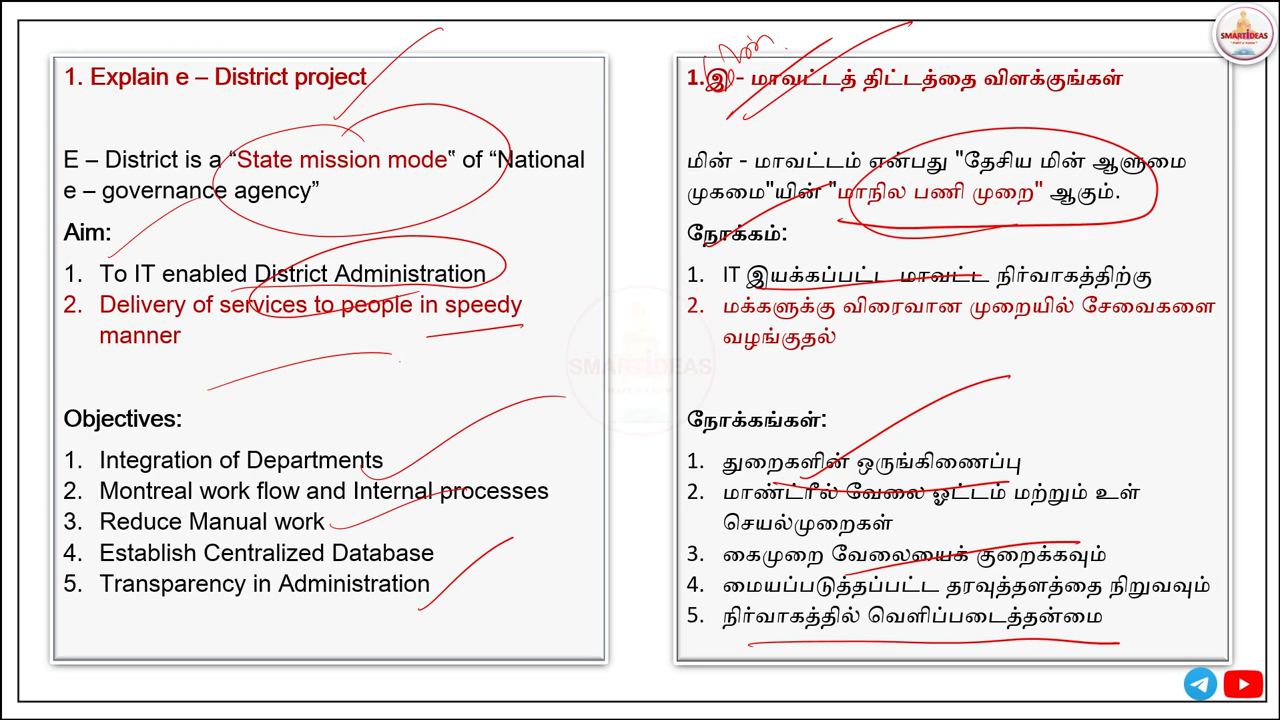 SMARTIDEAS
1. Explain e – District project
E – District is a “State mission mode‟ of “National
e – governance agency”
Aim:
1. To IT enabled District Administration
2. Delivery of services to people in speedy
manner
Objectives:
1. Integration of Departments
2. Montreal work flow and Internal processes
3. Reduce Manual work
4. Establish Centralized Database
5. Transparency in Administration
மின்.
1.இ - மாவட்டத் திட்டத்தை விளக்குங்கள்
மின் - மாவட்டம் என்பது "தேசிய மின் ஆளுமை
முகமை"யின் "மாநில பணி முறை" ஆகும்.
நோக்கம்:
1. IT இயக்கப்பட்ட மாவட்ட நிர்வாகத்திற்கு
2. மக்களுக்கு விரைவான முறையில் சேவைகளை
வழங்குதல்
நோக்கங்கள்:
1. துறைகளின் ஒருங்கிணைப்பு
2. மாண்ட்ரீல் வேலை ஓட்டம் மற்றும் உள்
செயல்முறைகள்
3. கைமுறை வேலையைக் குறைக்கவும்
4. மையப்படுத்தப்பட்ட தரவுத்தளத்தை நிறுவவும்
5. நிர்வாகத்தில் வெளிப்படைத்தன்மை
SMARTIDEAS